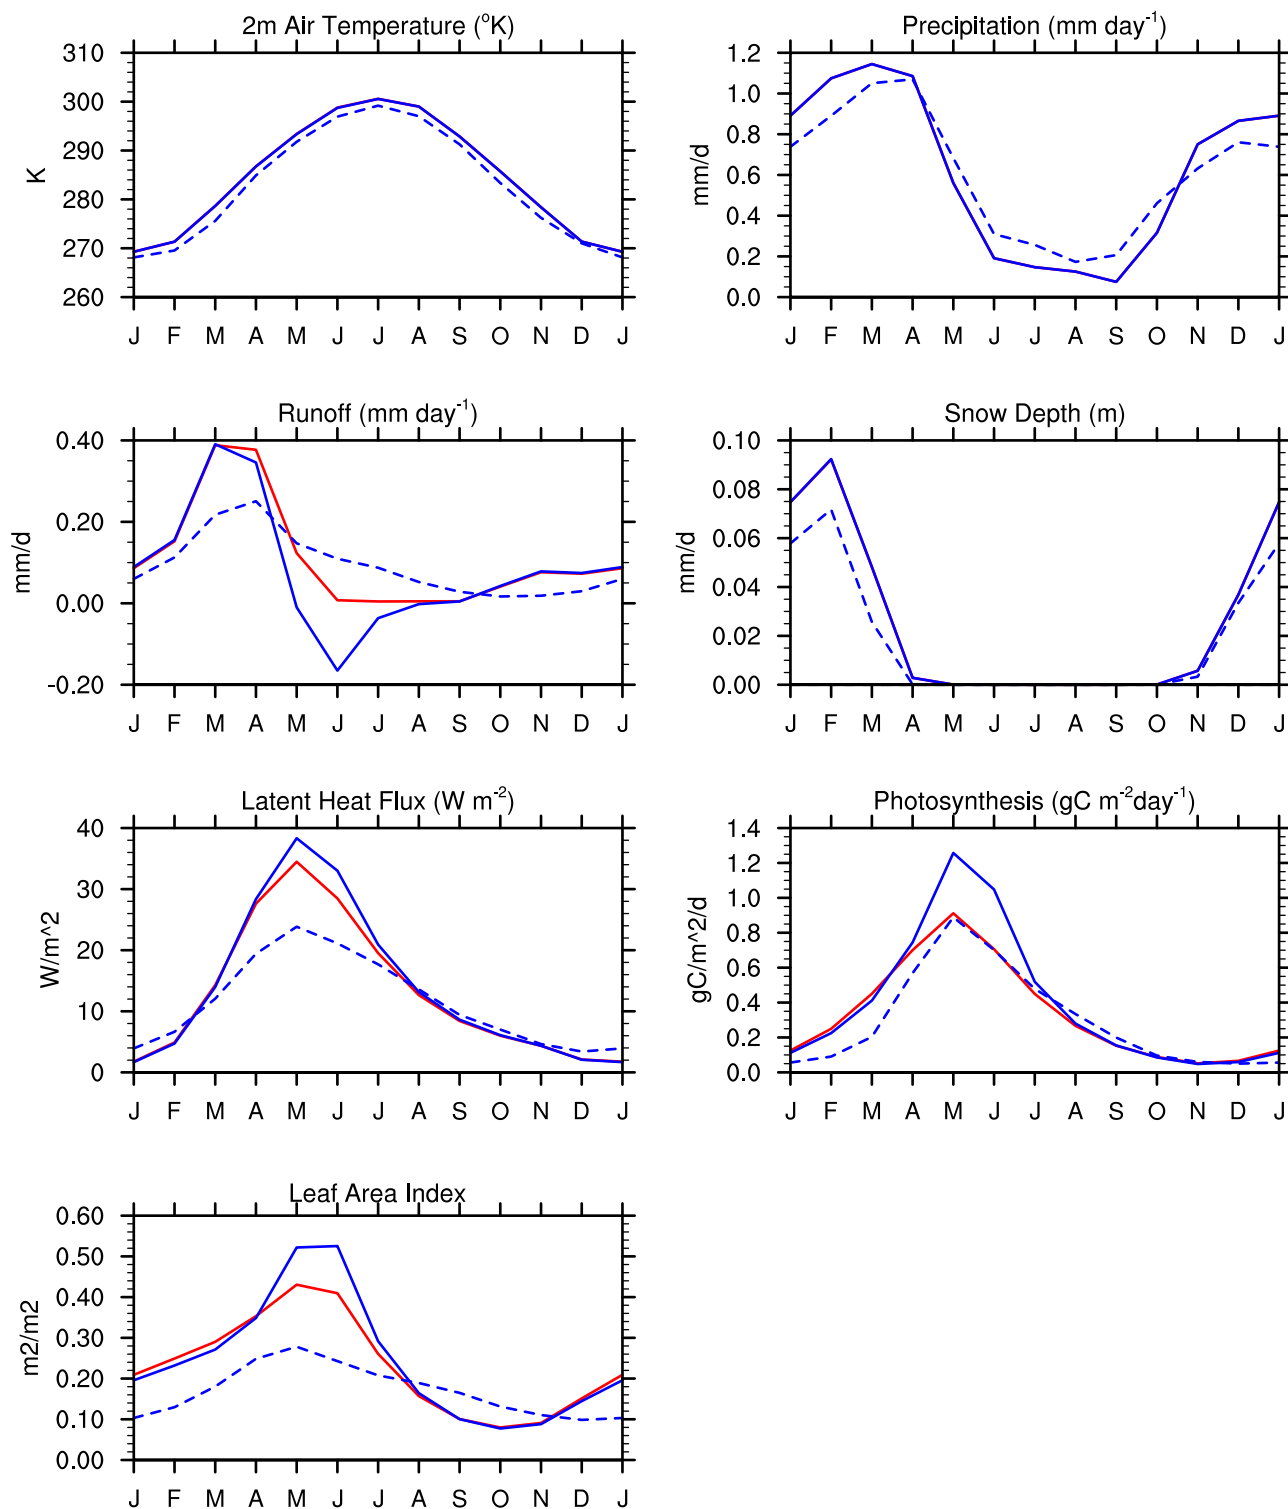 2m Air Temperature (°K)
310
300
290
280
270
260
K
J F M A M J J A S O N D J
Precipitation (mm day⁻¹)
1.2
1.0
0.8
0.6
0.4
0.2
0.0
mm/d
J F M A M J J A S O N D J
Runoff (mm day⁻¹)
0.40
0.20
0.00
-0.20
mm/d
J F M A M J J A S O N D J
Snow Depth (m)
0.10
0.08
0.06
0.04
0.02
0.00
mm/d
J F M A M J J A S O N D J
Latent Heat Flux (W m⁻²)
40
30
20
10
0
W/m^2
J F M A M J J A S O N D J
Photosynthesis (gC m⁻²day⁻¹)
1.4
1.2
1.0
0.8
0.6
0.4
0.2
0.0
gC/m^2/d
J F M A M J J A S O N D J
Leaf Area Index
0.60
0.50
0.40
0.30
0.20
0.10
0.00
m2/m2
J F M A M J J A S O N D J